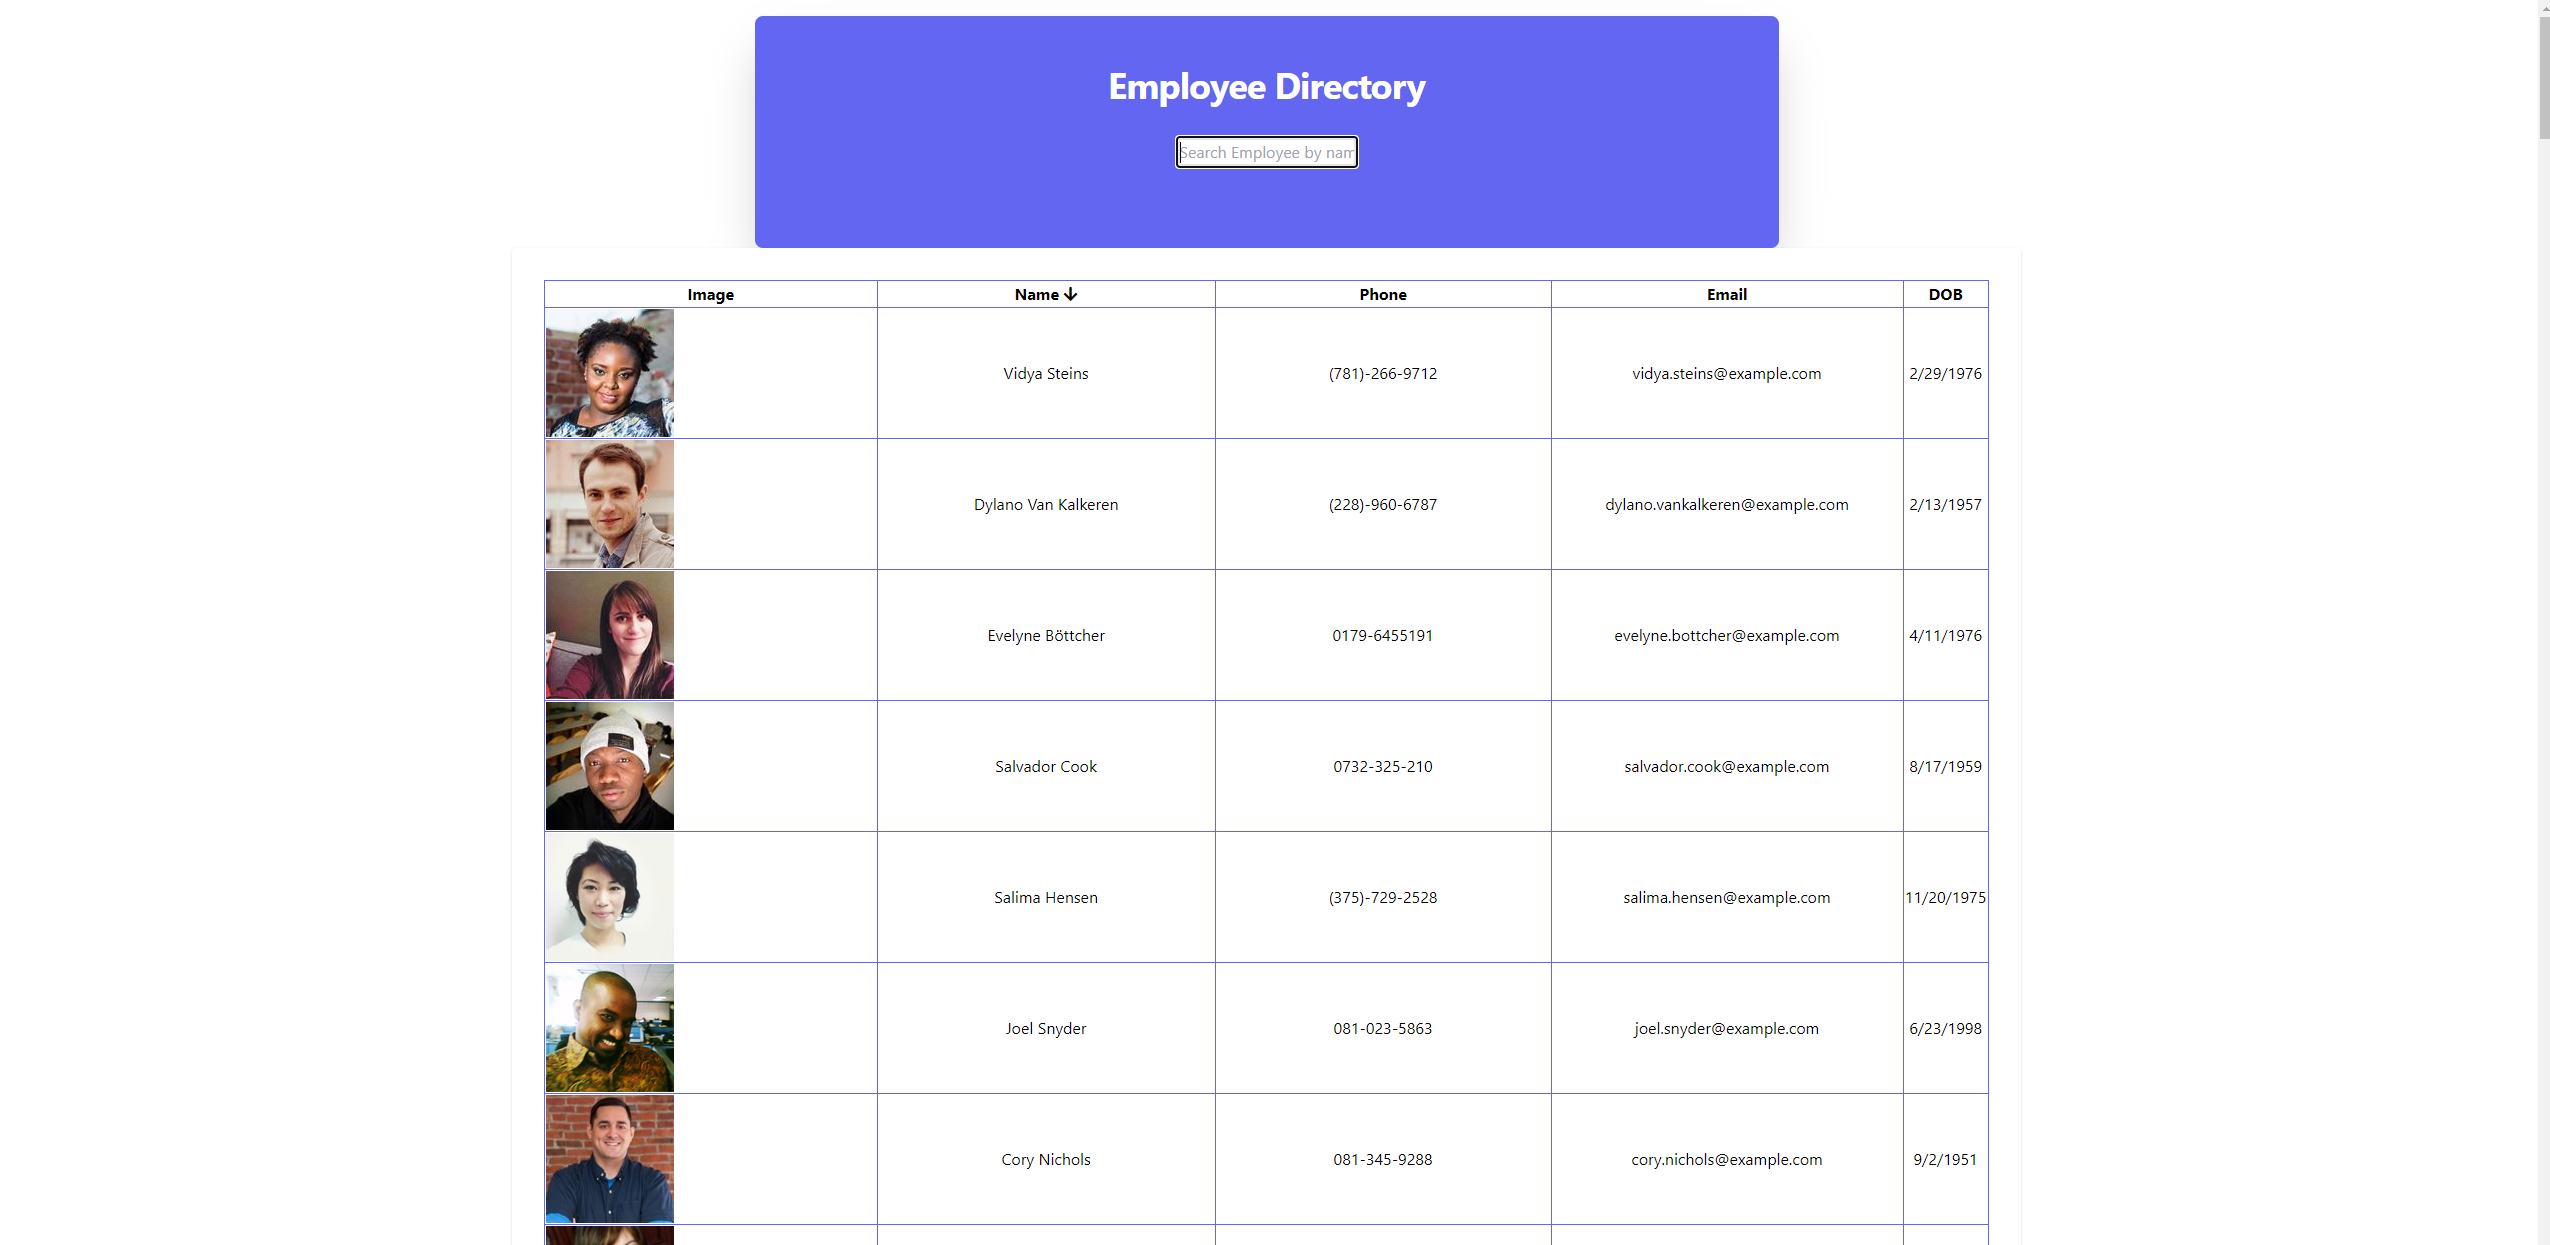 Employee Directory
Search Employee by nam
Image Name Phone Email DOB
Vidya Steins (781)-266-9712 vidya.steins@example.com 2/29/1976
Dylano Van Kalkeren (228)-960-6787 dylano.vankalkeren@example.com 2/13/1957
Evelyne Böttcher 0179-6455191 evelyne.bottcher@example.com 4/11/1976
Salvador Cook 0732-325-210 salvador.cook@example.com 8/17/1959
Salima Hensen (375)-729-2528 salima.hensen@example.com 11/20/1975
Joel Snyder 081-023-5863 joel.snyder@example.com 6/23/1998
Cory Nichols 081-345-9288 cory.nichols@example.com 9/2/1951